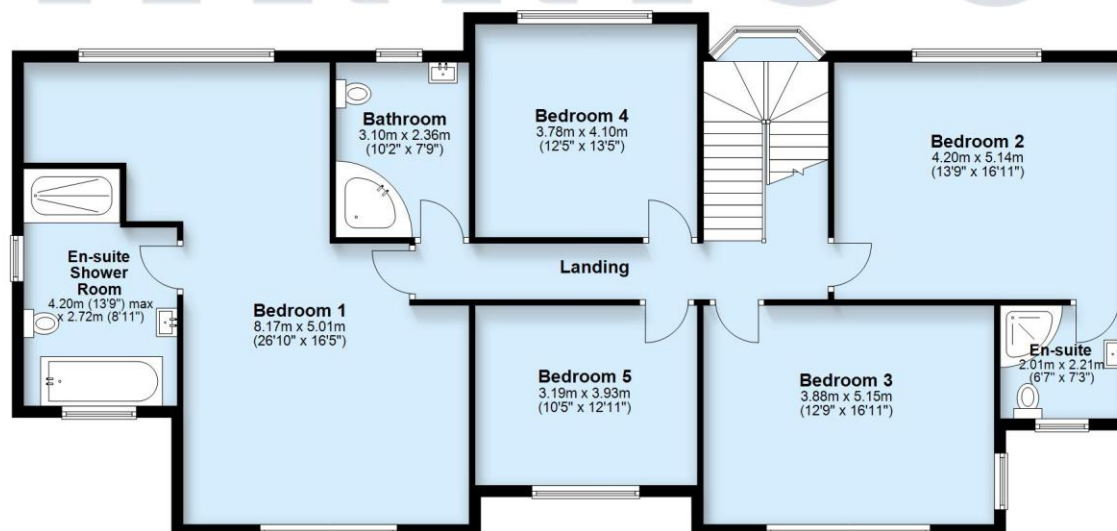 Bathroom
3.10m x 2.36m
(10'2" x 7'9")
Bedroom 4
3.78m x 4.10m
(12'5" x 13'5")
Bedroom 2
4.20m x 5.14m
(13'9" x 16'11")
En-suite
Shower
Room
4.20m (13'9") max
x 2.72m (8'11")
Landing
Bedroom 1
8.17m x 5.01m
(26'10" x 16'5")
Bedroom 5
3.19m x 3.93m
(10'5" x 12'11")
Bedroom 3
3.88m x 5.15m
(12'9" x 16'11")
En-suite
2.01m x 2.21m
(6'7" x 7'3")